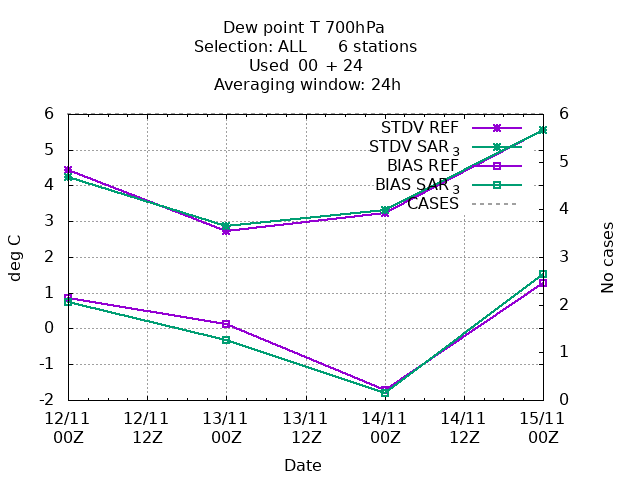 Dew point T 700hPa
Selection: ALL 6 stations
Used 00 + 24
Averaging window: 24h
STDV REF
STDV SAR 3
BIAS REF
BIAS SAR 3
CASES
deg C
6
5
4
3
2
1
0
-1
-2
No cases
6
5
4
3
2
1
0
12/11 12/11 13/11 13/11 14/11 14/11 15/11
00Z 12Z 00Z 12Z 00Z 12Z 00Z
Date